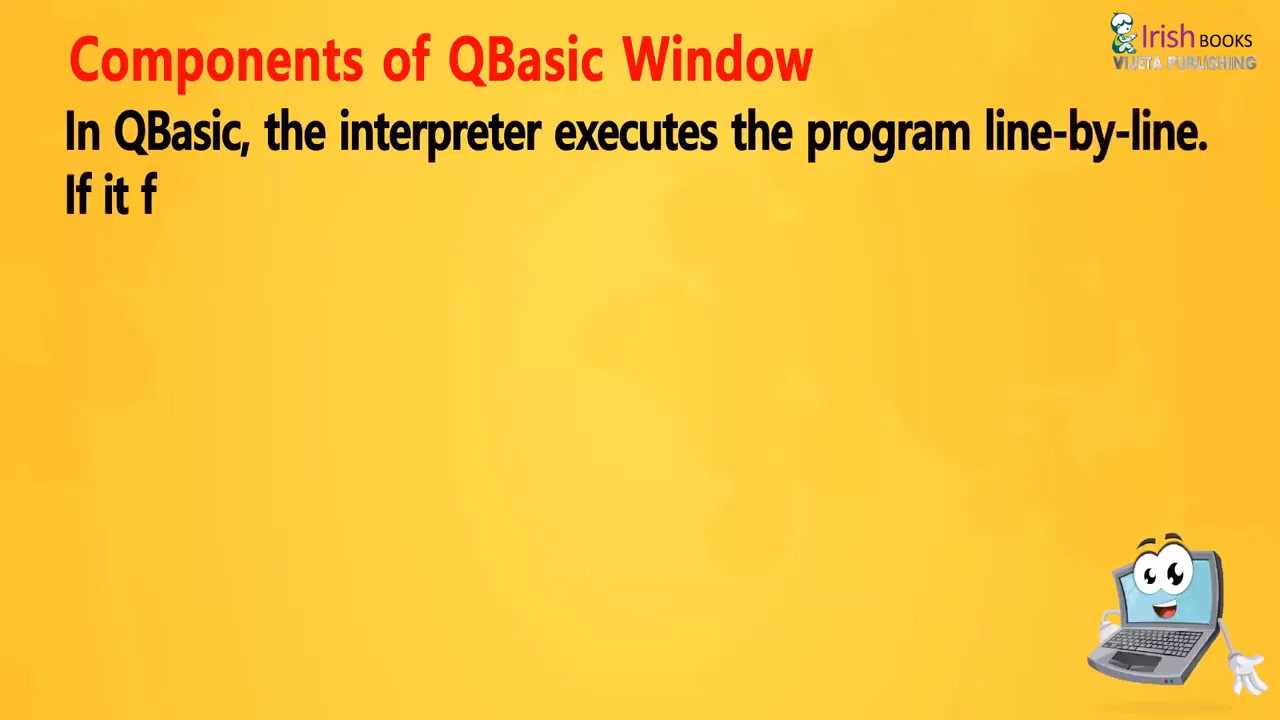 Components of QBasic Window
Irish BOOKS
VIJETA PUBLISHING
In QBasic, the interpreter executes the program line-by-line.
If it f